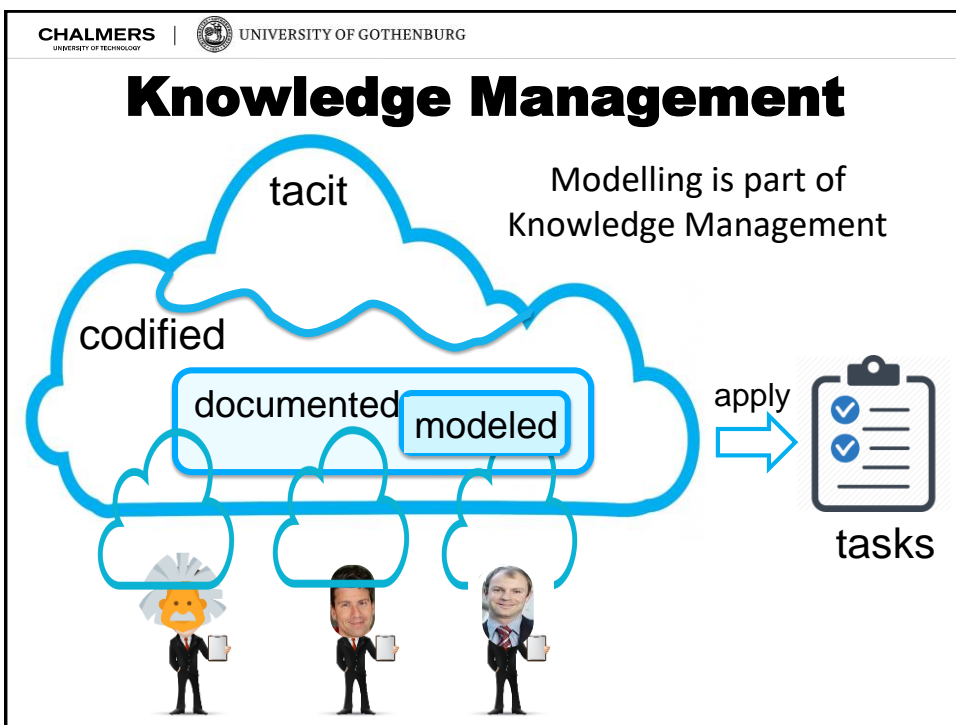 CHALMERS
UNIVERSITY OF TECHNOLOGY
UNIVERSITY OF GOTHENBURG
Knowledge Management
tacit
Modelling is part of
Knowledge Management
codified
documented
modeled
apply
tasks